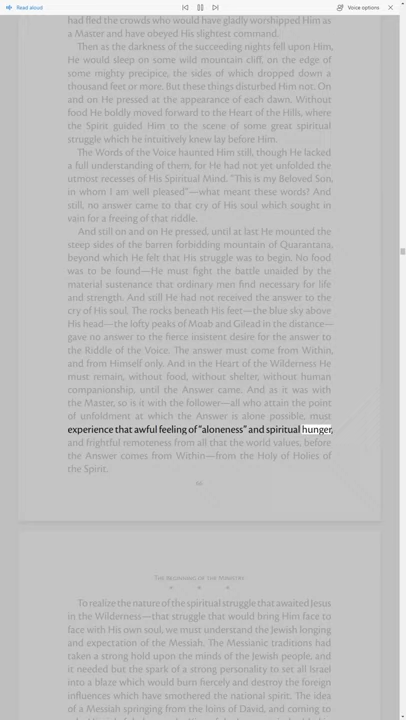 Read aloud
Voice options
had fled the crowds who would have gladly worshipped Him as
a Master and have obeyed His slightest command.
Then as the darkness of the succeeding nights fell upon Him,
He would sleep on some wild mountain cliff, on the edge of
some mighty precipice, the sides of which dropped down a
thousand feet or more. But these things disturbed Him not. On
and on He pressed at the appearance of each dawn. Without
food He boldly moved forward to the Heart of the Hills, where
the Spirit guided Him to the scene of some great spiritual
struggle which he intuitively knew lay before Him.
The Words of the Voice haunted Him still, though He lacked
a full understanding of them, for He had not yet unfolded the
utmost recesses of His Spiritual Mind. "This is my Beloved Son,
in whom I am well pleased"—what meant these words? And
still, no answer came to that cry of His soul which sought in
vain for a freeing of that riddle.
And still on and on He pressed, until at last He mounted the
steep sides of the barren forbidding mountain of Quarantana,
beyond which He felt that His struggle was to begin. No food
was to be found—He must fight the battle unaided by the
material sustenance that ordinary men find necessary for life
and strength. And still He had not received the answer to the
cry of His soul. The rocks beneath His feet—the blue sky above
His head—the lofty peaks of Moab and Gilead in the distance—
gave no answer to the fierce insistent desire for the answer to
the Riddle of the Voice. The answer must come from Within,
and from Himself only. And in the Heart of the Wilderness He
must remain, without food, without shelter, without human
companionship, until the Answer came. And as it was with
the Master, so is it with the follower—all who attain the point
of unfoldment at which the Answer is alone possible, must
experience that awful feeling of "aloneness" and spiritual hunger,
and frightful remoteness from all that the world values, before
the Answer comes from Within—from the Holy of Holies of
the Spirit.
The Beginning of the Ministry
To realize the nature of the spiritual struggle that awaited Jesus
in the Wilderness—that struggle that would bring Him face to
face with His own soul, we must understand the Jewish longing
and expectation of the Messiah. The Messianic traditions had
taken a strong hold upon the minds of the Jewish people, and
it needed but the spark of a strong personality to set all Israel
into a blaze which would burn fiercely and destroy the foreign
influences which have smothered the national spirit. The idea
of a Messiah springing from the loins of David, and coming to